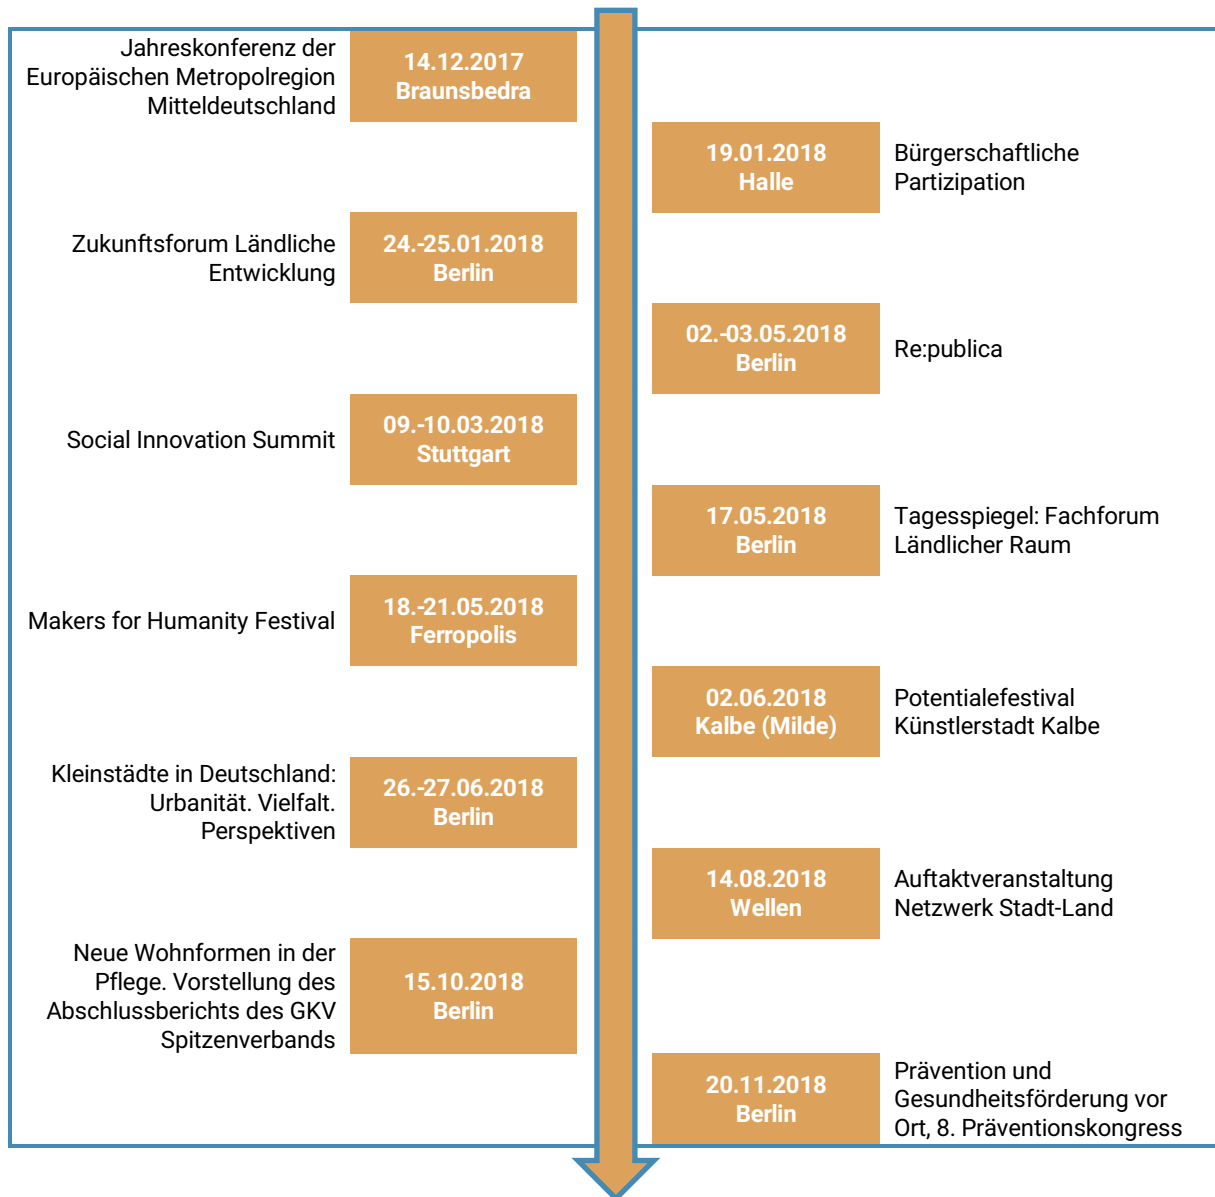 Jahreskonferenz der
Europäischen Metropolregion
Mitteldeutschland
14.12.2017
Braunsbedra
19.01.2018
Halle
Bürgerschaftliche
Partizipation
Zukunftsforum Ländliche
Entwicklung
24.-25.01.2018
Berlin
02.-03.05.2018
Berlin
Re:publica
Social Innovation Summit
09.-10.03.2018
Stuttgart
17.05.2018
Berlin
Tagesspiegel: Fachforum
Ländlicher Raum
Makers for Humanity Festival
18.-21.05.2018
Ferropolis
02.06.2018
Kalbe (Milde)
Potentialefestival
Künstlerstadt Kalbe
Kleinstädte in Deutschland:
Urbanität. Vielfalt.
Perspektiven
26.-27.06.2018
Berlin
14.08.2018
Wellen
Auftaktveranstaltung
Netzwerk Stadt-Land
Neue Wohnformen in der
Pflege. Vorstellung des
Abschlussberichts des GKV
Spitzenverbands
15.10.2018
Berlin
20.11.2018
Berlin
Prävention und
Gesundheitsförderung vor
Ort, 8. Präventionskongress